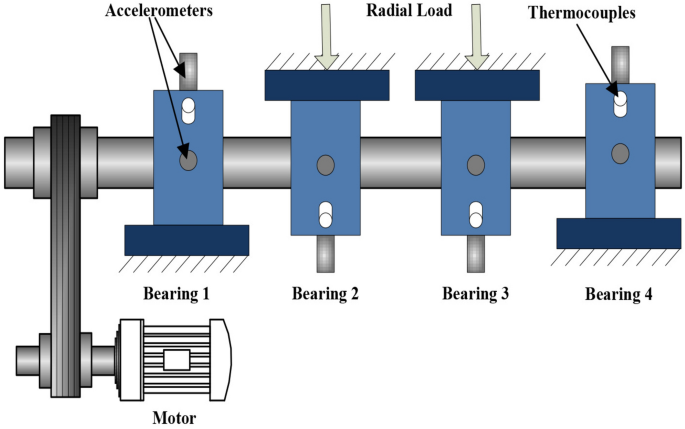 Accelerometers
Radial Load
Thermocouples
Bearing 1
Bearing 2
Bearing 3
Bearing 4
Motor